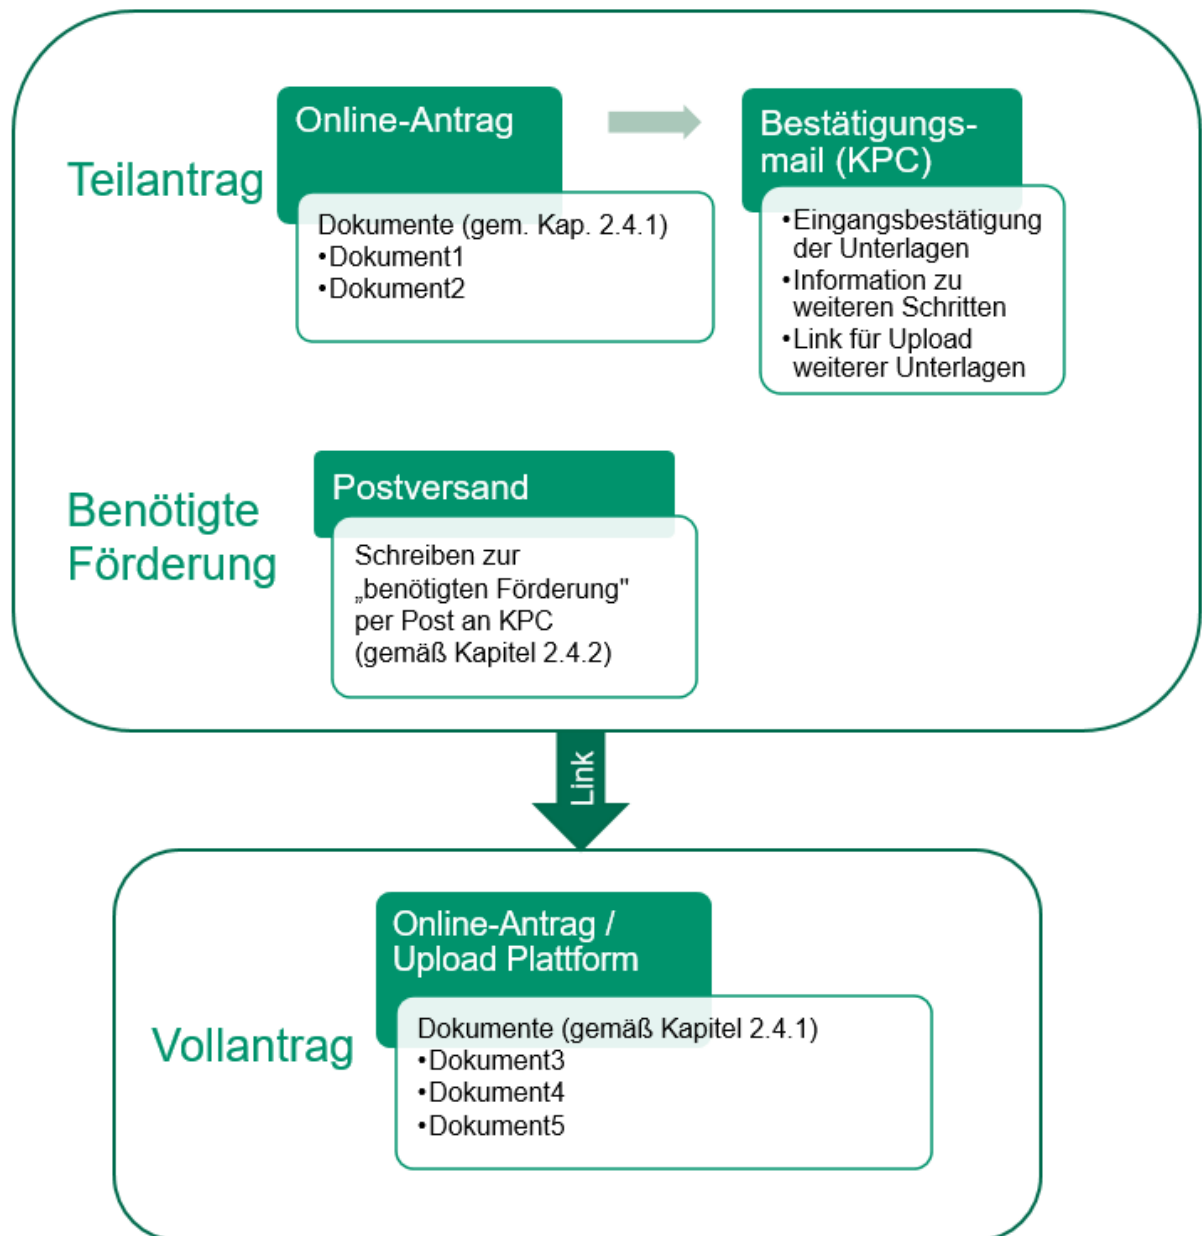 Teilantrag
Online-Antrag
Dokumente (gem. Kap. 2.4.1)
•Dokument1
•Dokument2
Bestätigungs-
mail (KPC)
•Eingangsbestätigung
der Unterlagen
•Information zu
weiteren Schritten
•Link für Upload
weiterer Unterlagen
Benötigte
Förderung
Postversand
Schreiben zur
„benötigten Förderung"
per Post an KPC
(gemäß Kapitel 2.4.2)
Link
Vollantrag
Online-Antrag /
Upload Plattform
Dokumente (gemäß Kapitel 2.4.1)
•Dokument3
•Dokument4
•Dokument5